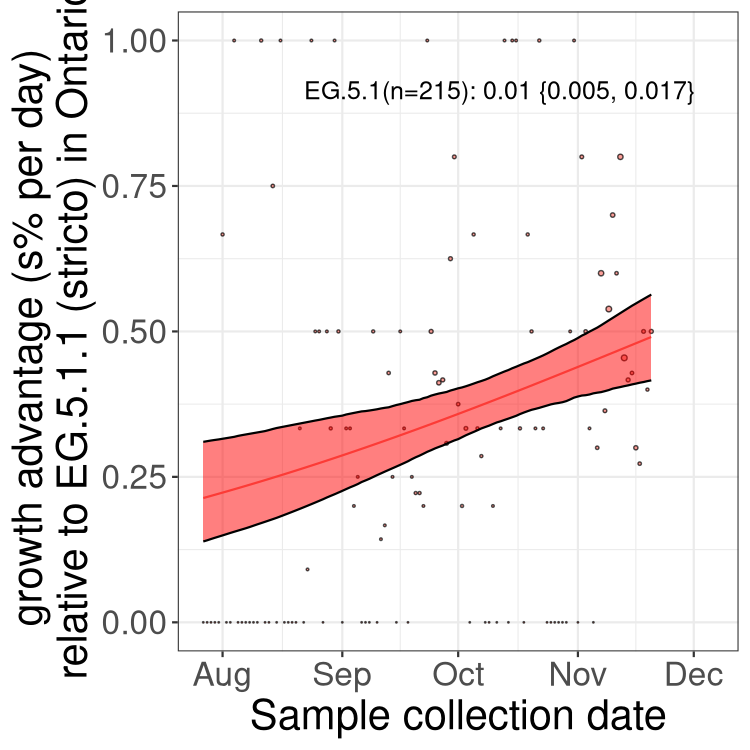 growth advantage (s% per day)
relative to EG.5.1.1 (stricto) in Ontario
1.00
0.75
0.50
0.25
0.00
EG.5.1(n=215): 0.01 {0.005, 0.017}
Aug Sep Oct Nov Dec
Sample collection date